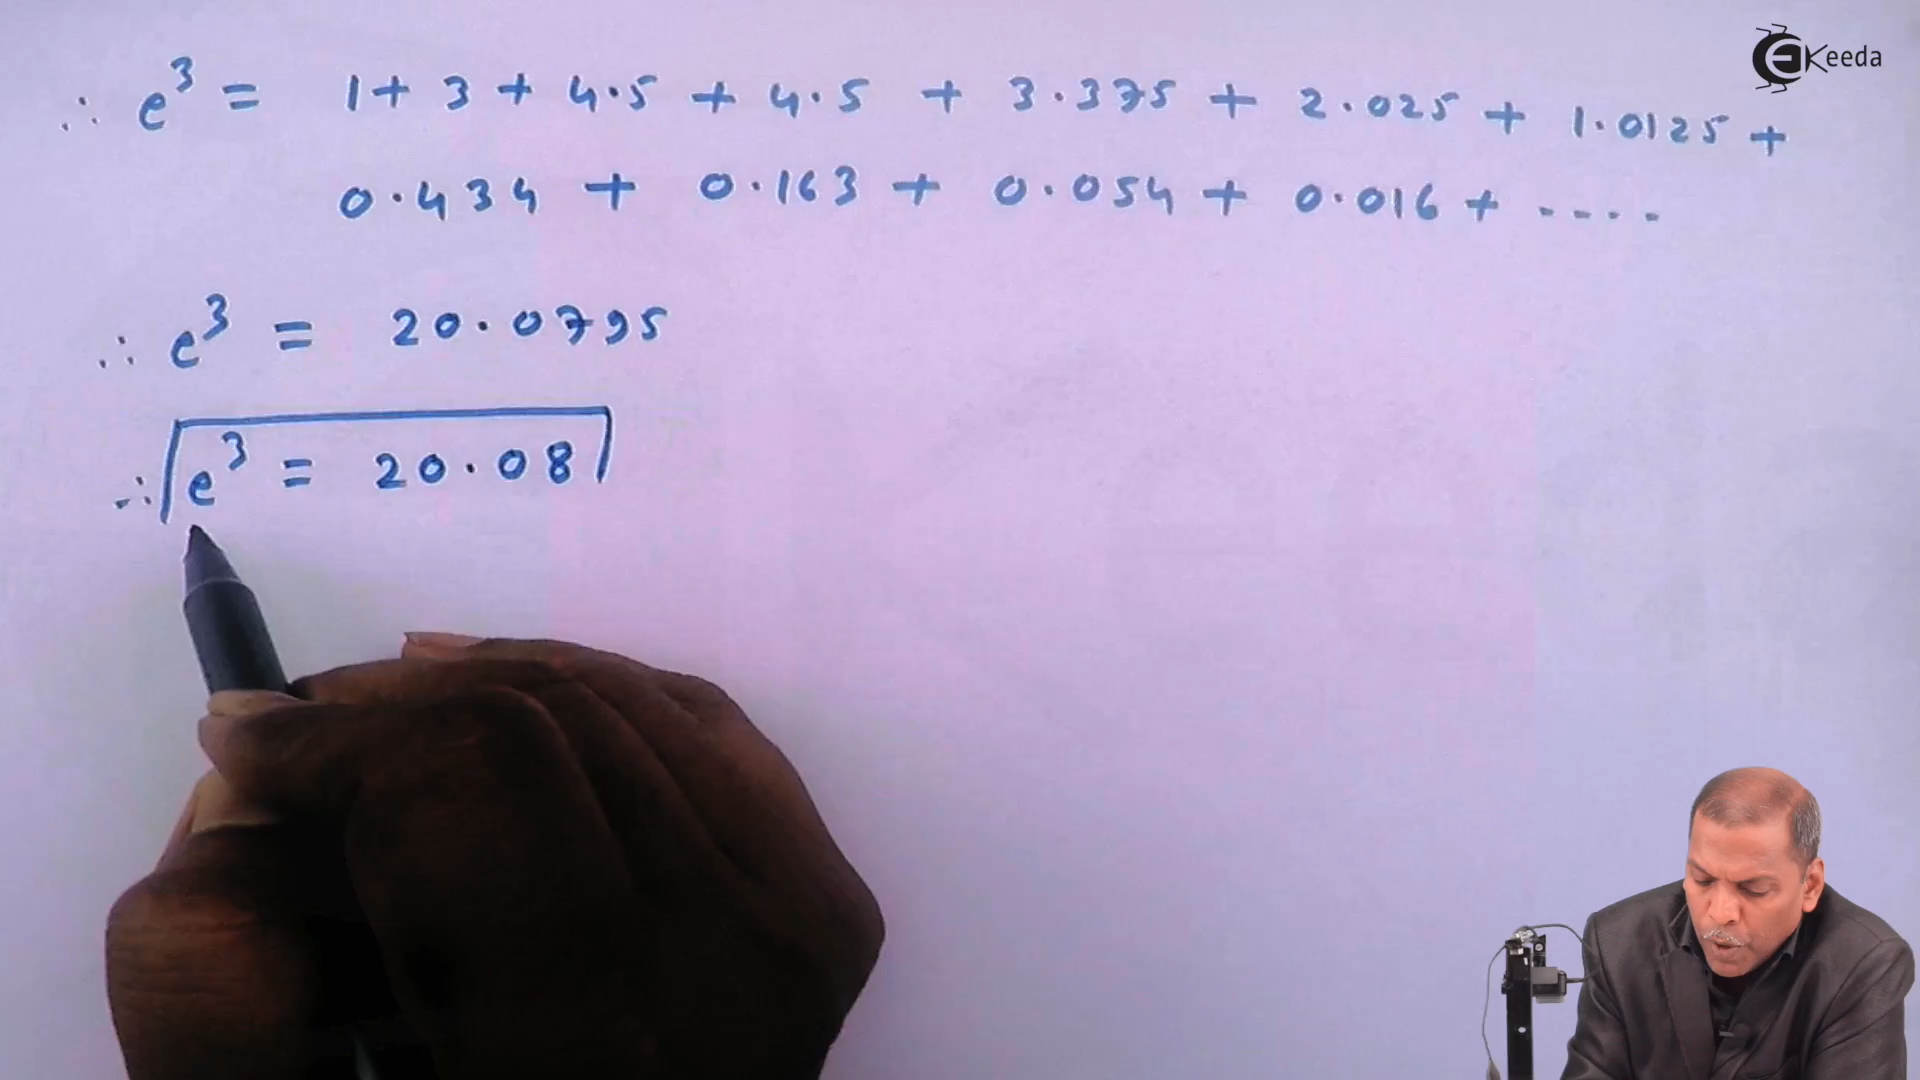 EKeeda
∴ e³ = 1 + 3 + 4.5 + 4.5 + 3.375 + 2.025 + 1.0125 +
0.434 + 0.163 + 0.054 + 0.016 + ....
∴ e³ = 20.0795
∴ e³ = 20.08